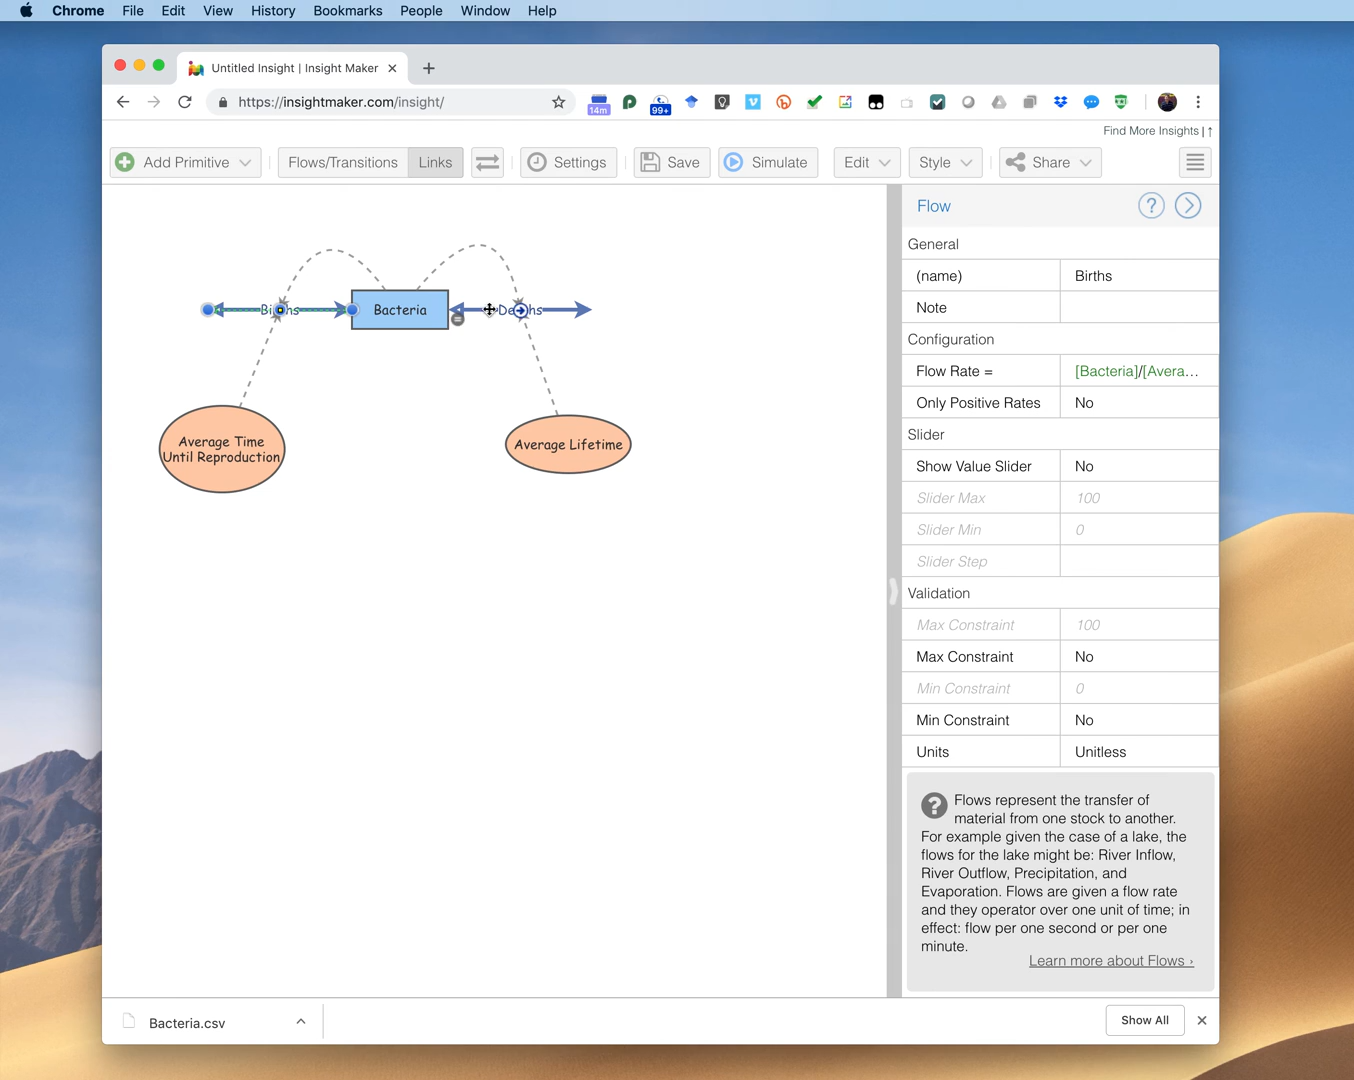 Chrome File Edit View History Bookmarks People Window Help
Untitled Insight | Insight Maker
https://insightmaker.com/insight/
14m
99+
Find More Insights | ↑
Add Primitive
Flows/Transitions
Links
Settings
Save
Simulate
Edit
Style
Share
Births
Bacteria
Deaths
Average Time
Until Reproduction
Average Lifetime
Flow
General
(name) Births
Note
Configuration
Flow Rate = [Bacteria]/[Avera...
Only Positive Rates No
Slider
Show Value Slider No
Slider Max 100
Slider Min 0
Slider Step
Validation
Max Constraint 100
Max Constraint No
Min Constraint 0
Min Constraint No
Units Unitless
Flows represent the transfer of
material from one stock to another.
For example given the case of a lake, the
flows for the lake might be: River Inflow,
River Outflow, Precipitation, and
Evaporation. Flows are given a flow rate
and they operator over one unit of time; in
effect: flow per one second or per one
minute.
Learn more about Flows ›
Bacteria.csv
Show All